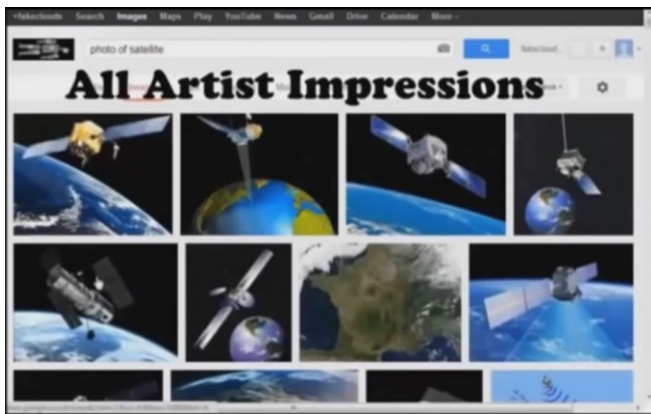 +fakeclouds Search Images Maps Play YouTube News Gmail Drive Calendar More
photo of satellite
fakecloud..
All Artist Impressions